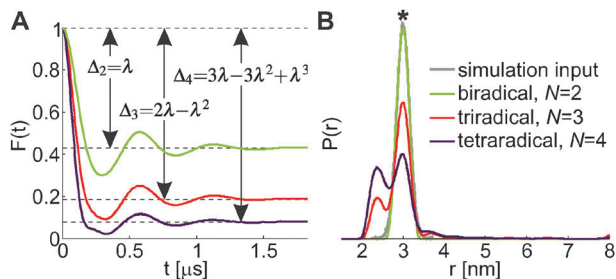 A
1
0.8
0.6
0.4
0.2
0
F(t)
Δ₂=λ
Δ₃=2λ−λ²
Δ₄=3λ−3λ²+λ³
0 0.5 1 1.5
t [µs]
B
*
P(r)
simulation input
biradical, N=2
triradical, N=3
tetraradical, N=4
2 3 4 5 6 7 8
r [nm]